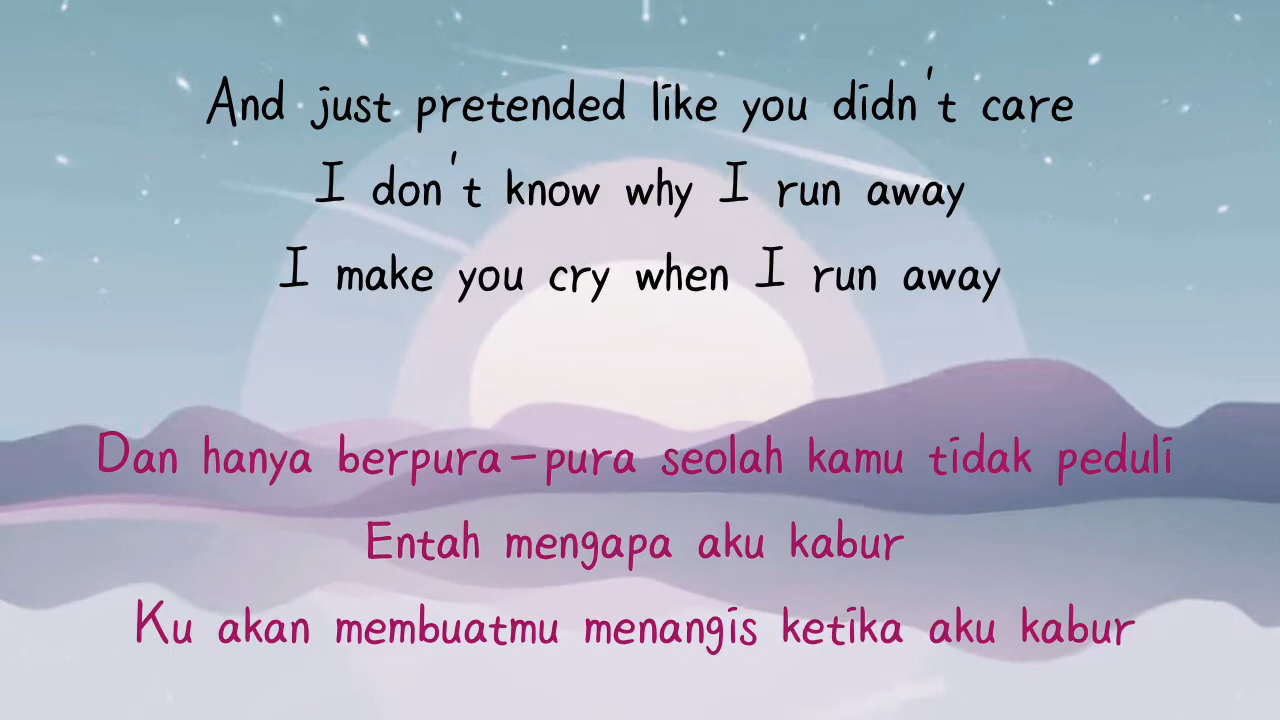 And just pretended like you didn't care
I don't know why I run away
I make you cry when I run away
Dan hanya berpura-pura seolah kamu tidak peduli
Entah mengapa aku kabur
Ku akan membuatmu menangis ketika aku kabur